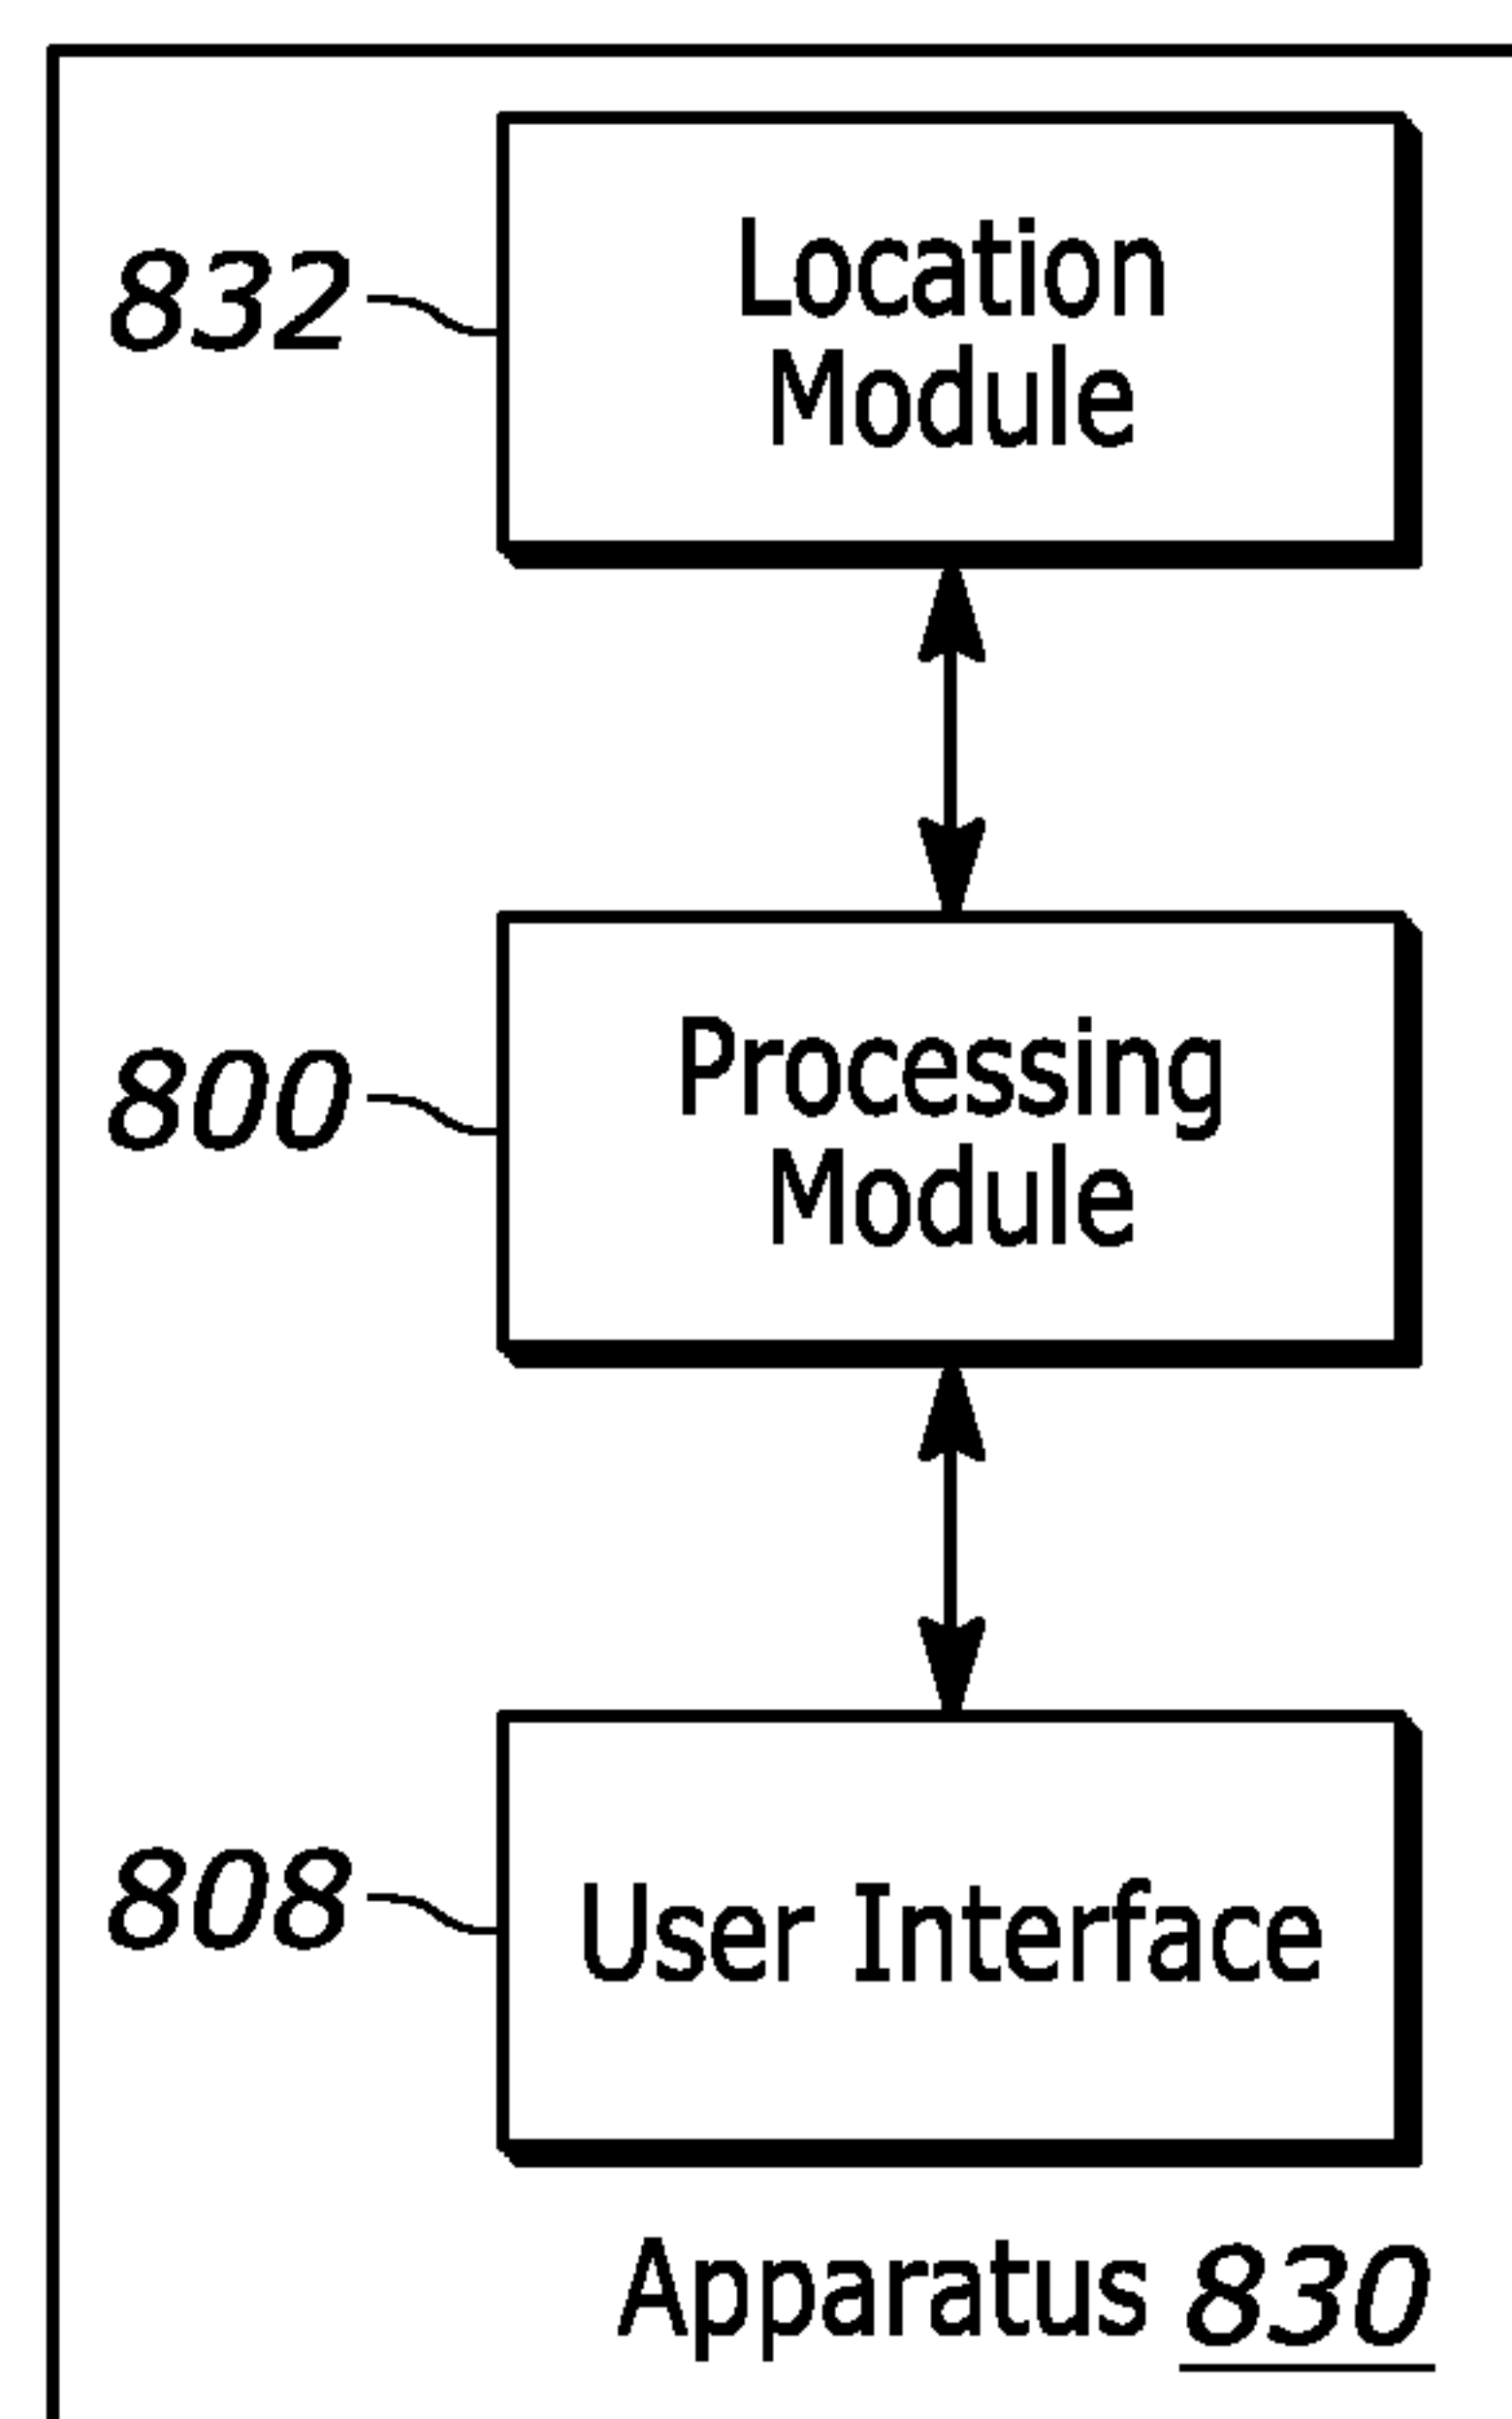 832
Location
Module
800
Processing
Module
808
User Interface
Apparatus 830